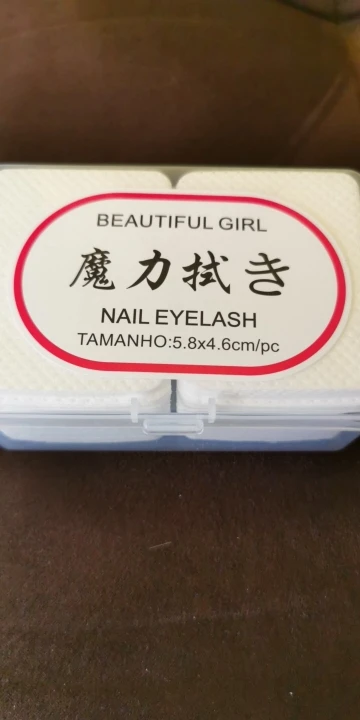 BEAUTIFUL GIRL
魔力拭き
NAIL EYELASH
TAMANHO:5.8x4.6cm/pc